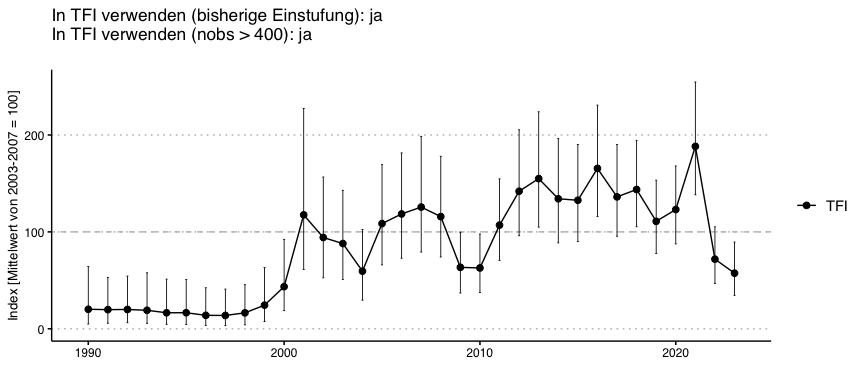 In TFI verwenden (bisherige Einstufung): ja
In TFI verwenden (nobs > 400): ja
Index [Mittelwert von 2003-2007 = 100]
200
100
0
1990
2000
2010
2020
TFI